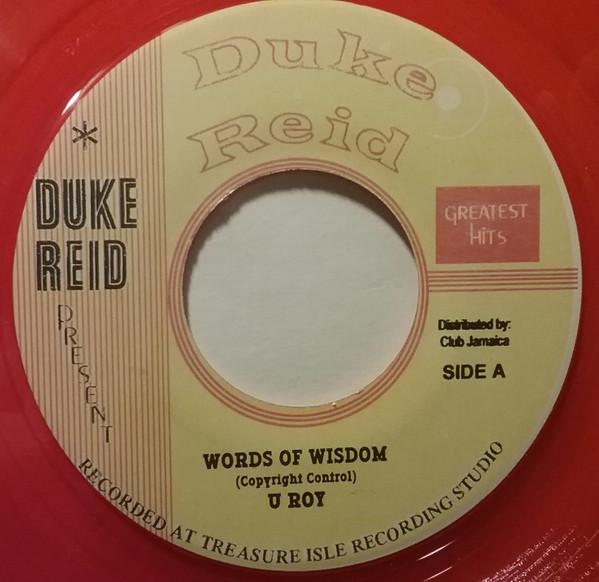 Duke
Reid
*
DUKE
REID
PRESENT
GREATEST
HITS
Distributed by:
Club Jamaica
SIDE A
WORDS OF WISDOM
(Copyright Control)
U ROY
RECORDED AT TREASURE ISLE RECORDING STUDIO